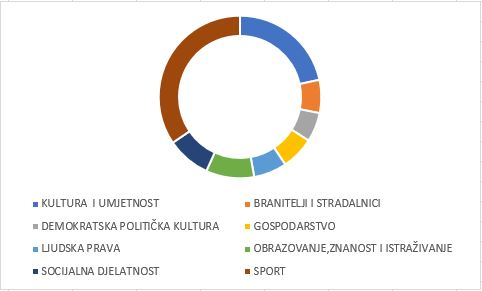 KULTURA I UMJETNOST
BRANITELJI I STRADALNICI
DEMOKRATSKA POLITIČKA KULTURA
GOSPODARSTVO
LJUDSKA PRAVA
OBRAZOVANJE,ZNANOST I ISTRAŽIVANJE
SOCIJALNA DJELATNOST
SPORT